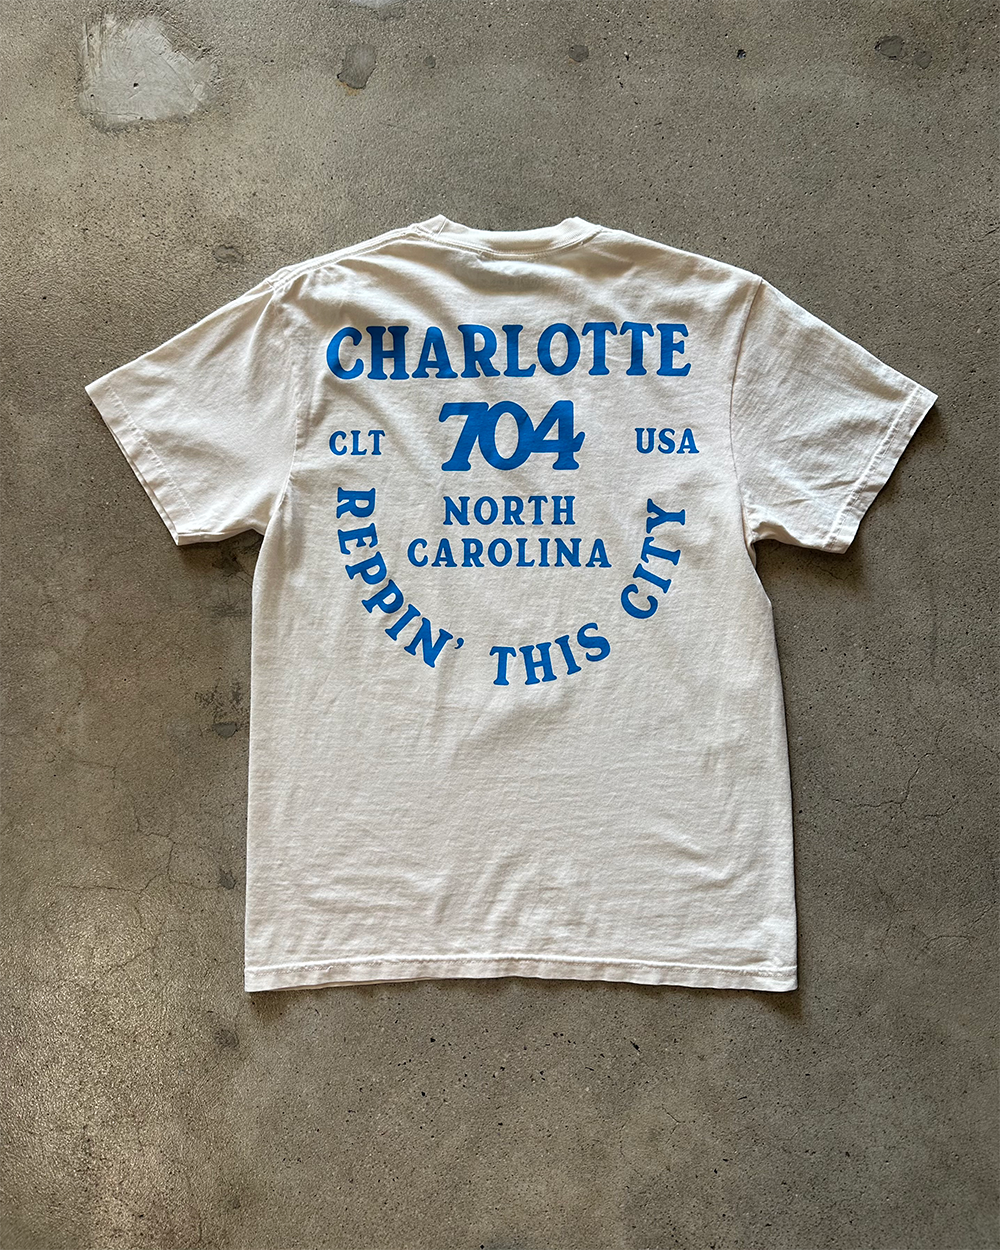 CHARLOTTE
CLT 704 USA
NORTH
CAROLINA
REPPIN' THIS CITY